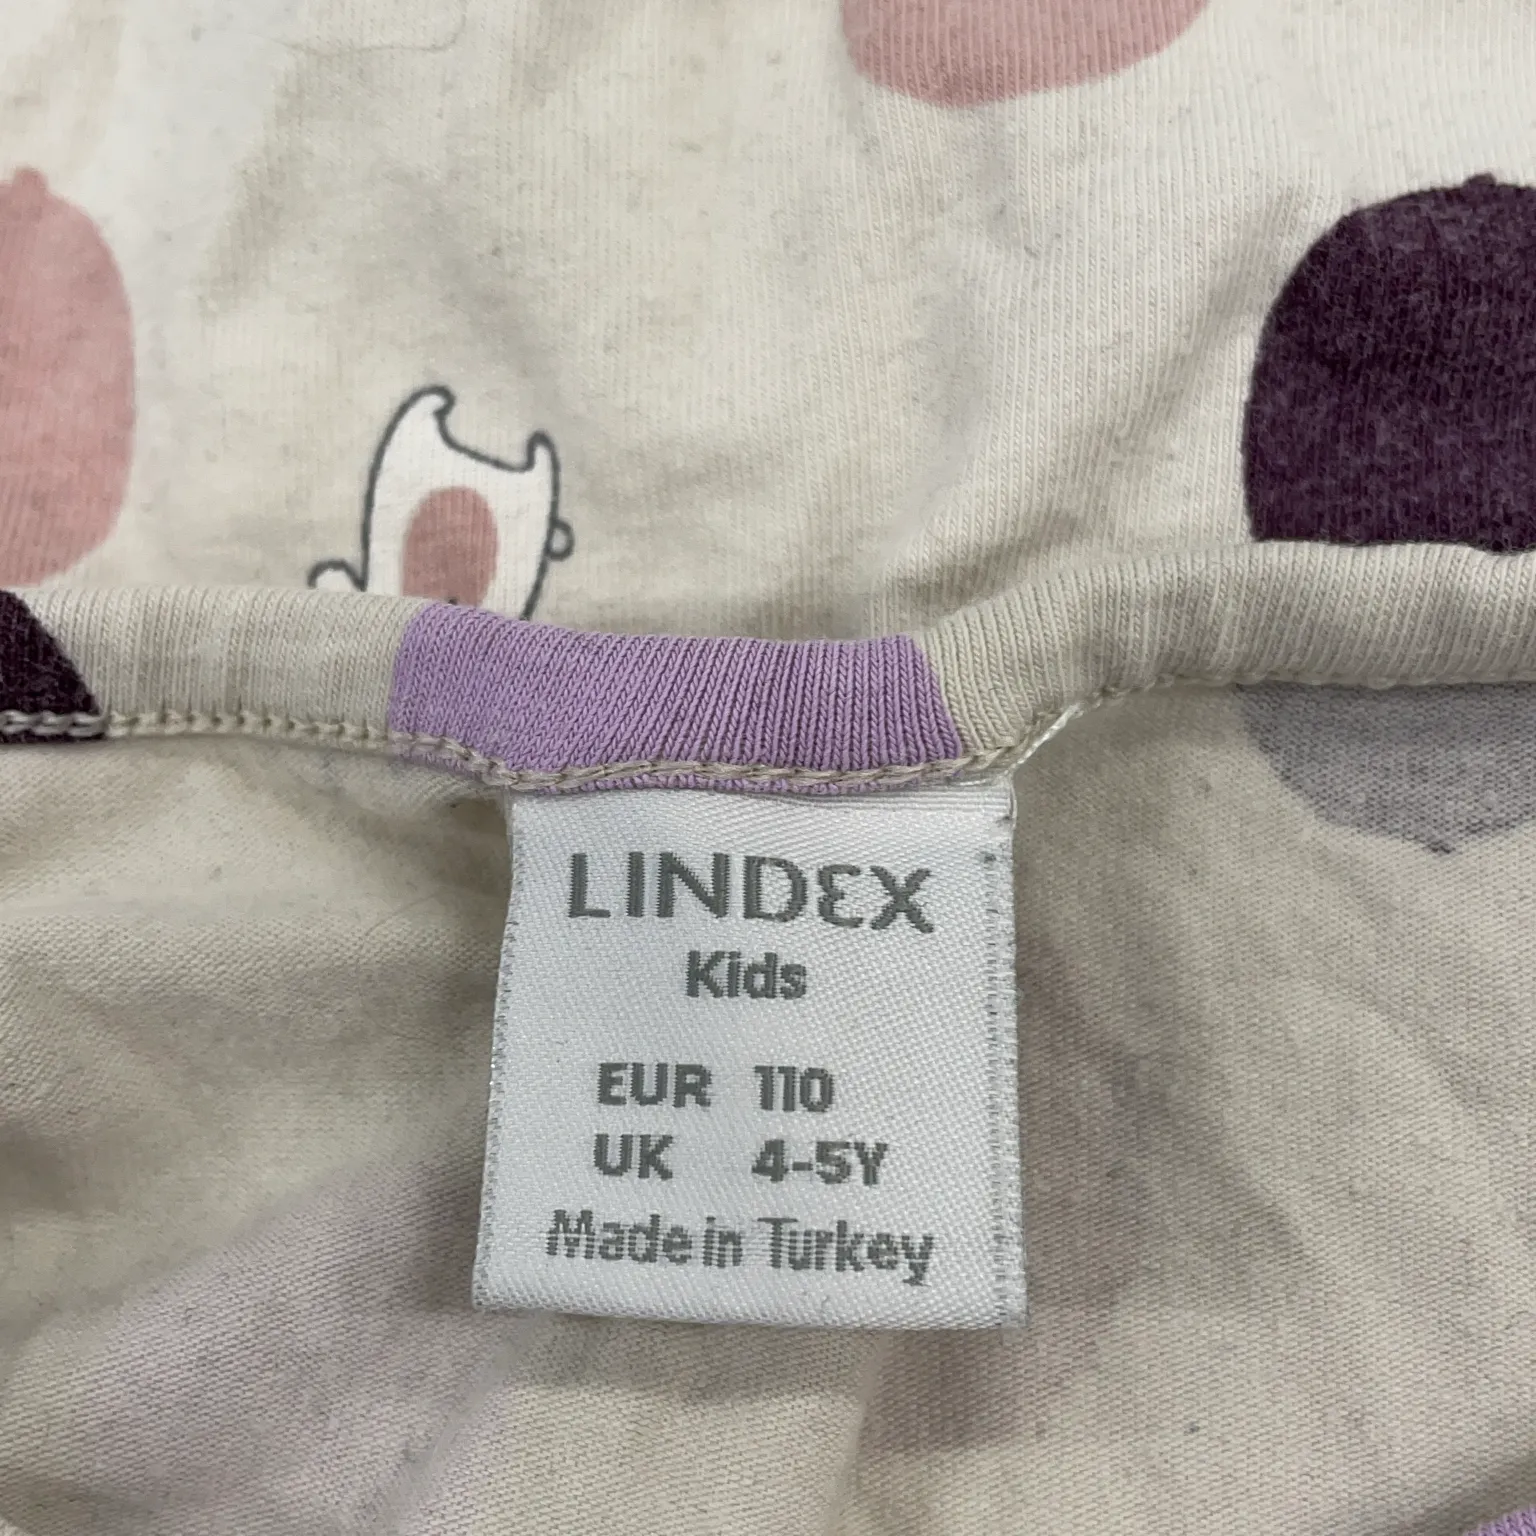 LINDEX
Kids
EUR 110
UK 4-5Y
Made in Turkey